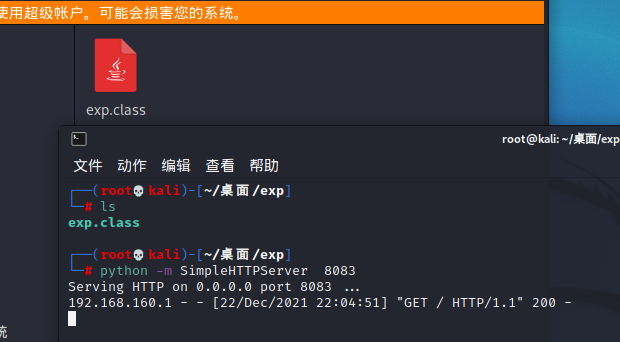 使用超级帐户。可能会损害您的系统。
exp.class
root@kali: ~/桌面/exp
文件 动作 编辑 查看 帮助
┌──(root💀kali)-[~/桌面/exp]
└─# ls
exp.class
┌──(root💀kali)-[~/桌面/exp]
└─# python -m SimpleHTTPServer  8083
Serving HTTP on 0.0.0.0 port 8083 ...
192.168.160.1 - - [22/Dec/2021 22:04:51] "GET / HTTP/1.1" 200 -
统